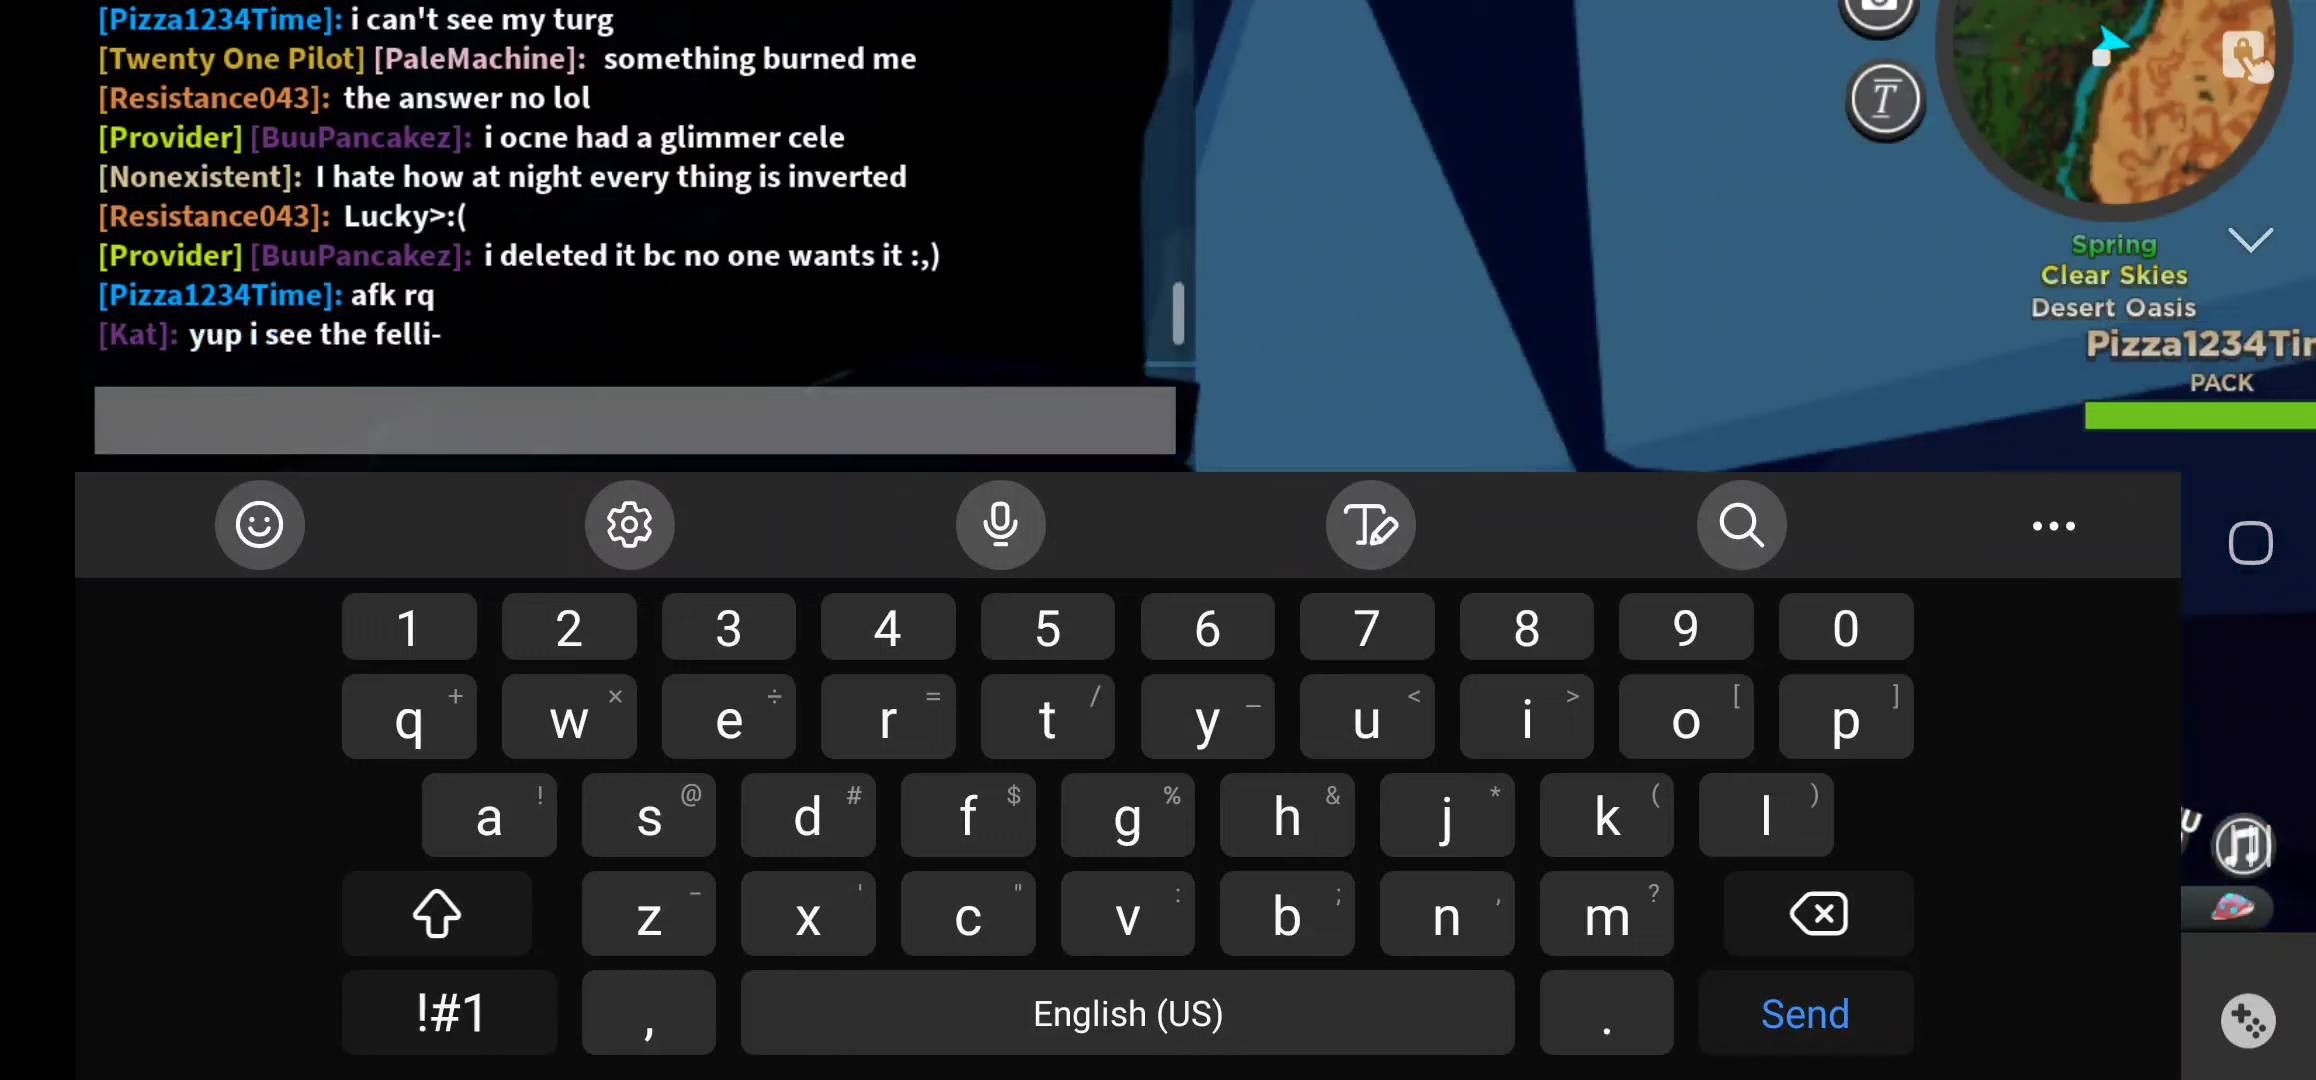 [Pizza1234Time]: i can't see my turg
[Twenty One Pilot] [PaleMachine]: something burned me
[Resistance043]: the answer no lol
[Provider] [BuuPancakez]: i ocne had a glimmer cele
[Nonexistent]: I hate how at night every thing is inverted
[Resistance043]: Lucky>:(
[Provider] [BuuPancakez]: i deleted it bc no one wants it :,)
[Pizza1234Time]: afk rq
[Kat]: yup i see the felli-
T
Spring
Clear Skies
Desert Oasis
Pizza1234Tir
PACK
1 2 3 4 5 6 7 8 9 0
q + w × e ÷ r = t / y _ u < i > o [ p ]
a ! s @ d # f $ g % h & j * k ( l )
z - x ' c " v : b ; n , m ?
!#1 , English (US) . Send
U